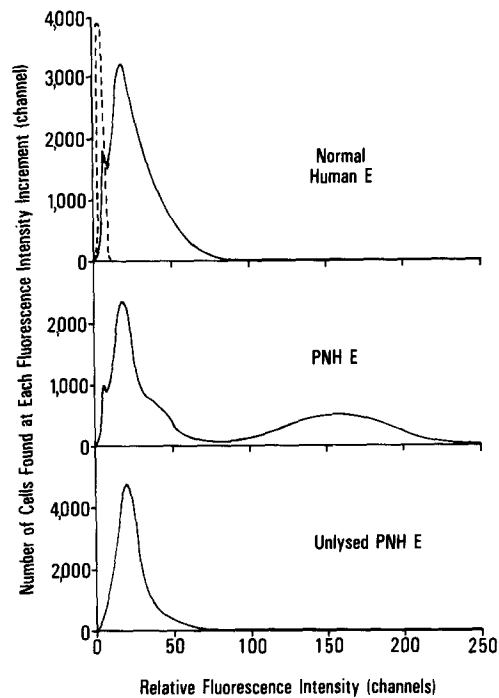 Number of Cells Found at Each Fluorescence Intensity Increment (channel)
4,000
3,000
2,000
1,000
0
Normal
Human E
2,000
1,000
0
PNH E
4,000
2,000
0
Unlysed PNH E
0 50 100 150 200 250
Relative Fluorescence Intensity (channels)